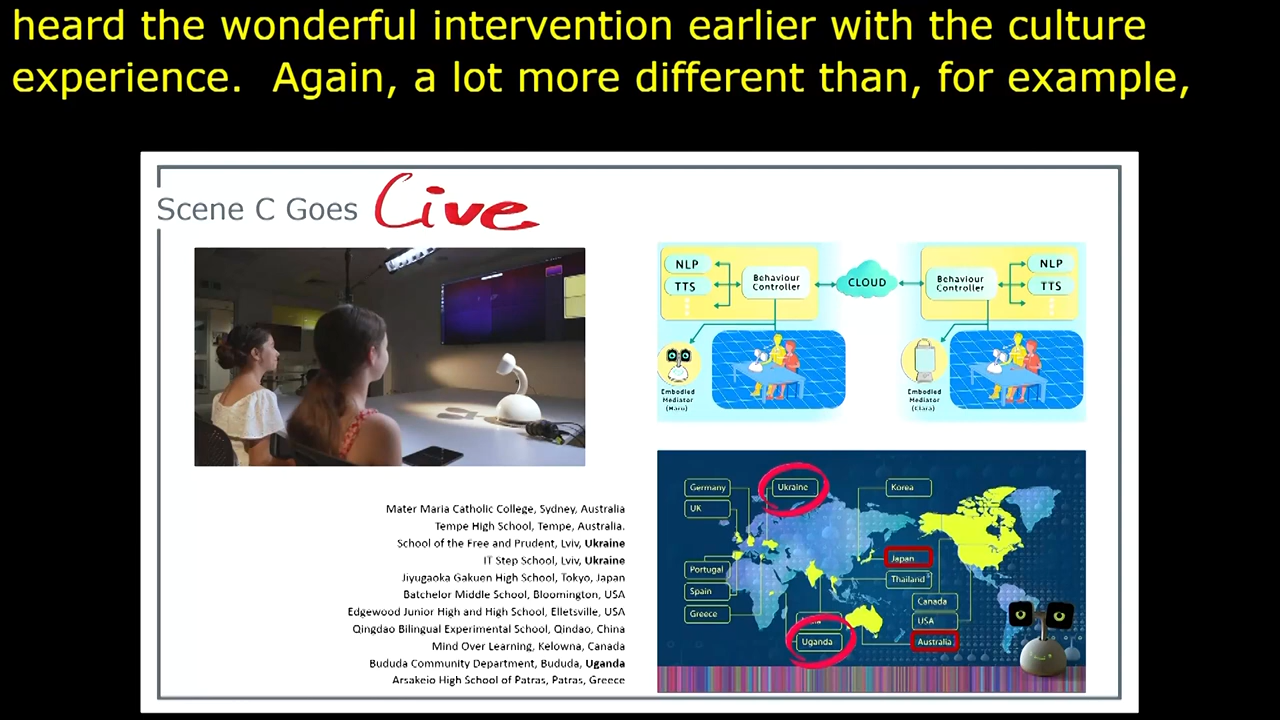 heard the wonderful intervention earlier with the culture
experience.  Again, a lot more different than, for example,
Scene C Goes Live
NLP
TTS
Behaviour
Controller
CLOUD
Behaviour
Controller
NLP
TTS
Embodied
Mediator
(Haru)
Embodied
Mediator
(Clara)
Mater Maria Catholic College, Sydney, Australia
Tempe High School, Tempe, Australia.
School of the Free and Prudent, Lviv, Ukraine
IT Step School, Lviv, Ukraine
Jiyugaoka Gakuen High School, Tokyo, Japan
Batchelor Middle School, Bloomington, USA
Edgewood Junior High and High School, Elletsville, USA
Qingdao Bilingual Experimental School, Qindao, China
Mind Over Learning, Kelowna, Canada
Bududa Community Department, Bududa, Uganda
Arsakeio High School of Patras, Patras, Greece
Germany
UK
Ukraine
Korea
Portugal
Spain
Greece
Japan
Thailand
Canada
USA
Uganda
Australia